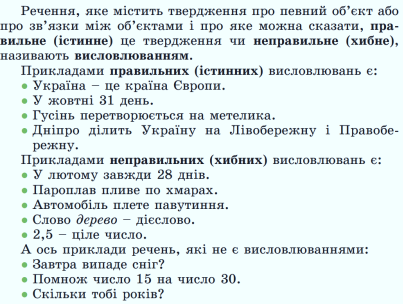 Речення, яке містить твердження про певний об’єкт або
про зв’язки між об’єктами і про яке можна сказати, пра-
вильне (істинне) це твердження чи неправильне (хибне),
називають висловлюванням.
Прикладами правильних (істинних) висловлювань є:
● Україна – це країна Європи.
● У жовтні 31 день.
● Гусінь перетворюється на метелика.
● Дніпро ділить Україну на Лівобережну і Правобе-
режну.
Прикладами неправильних (хибних) висловлювань є:
● У лютому завжди 28 днів.
● Пароплав пливе по хмарах.
● Автомобіль плете павутиння.
● Слово дерево – дієслово.
● 2,5 – ціле число.
А ось приклади речень, які не є висловлюваннями:
● Завтра випаде сніг?
● Помнож число 15 на число 30.
● Скільки тобі років?